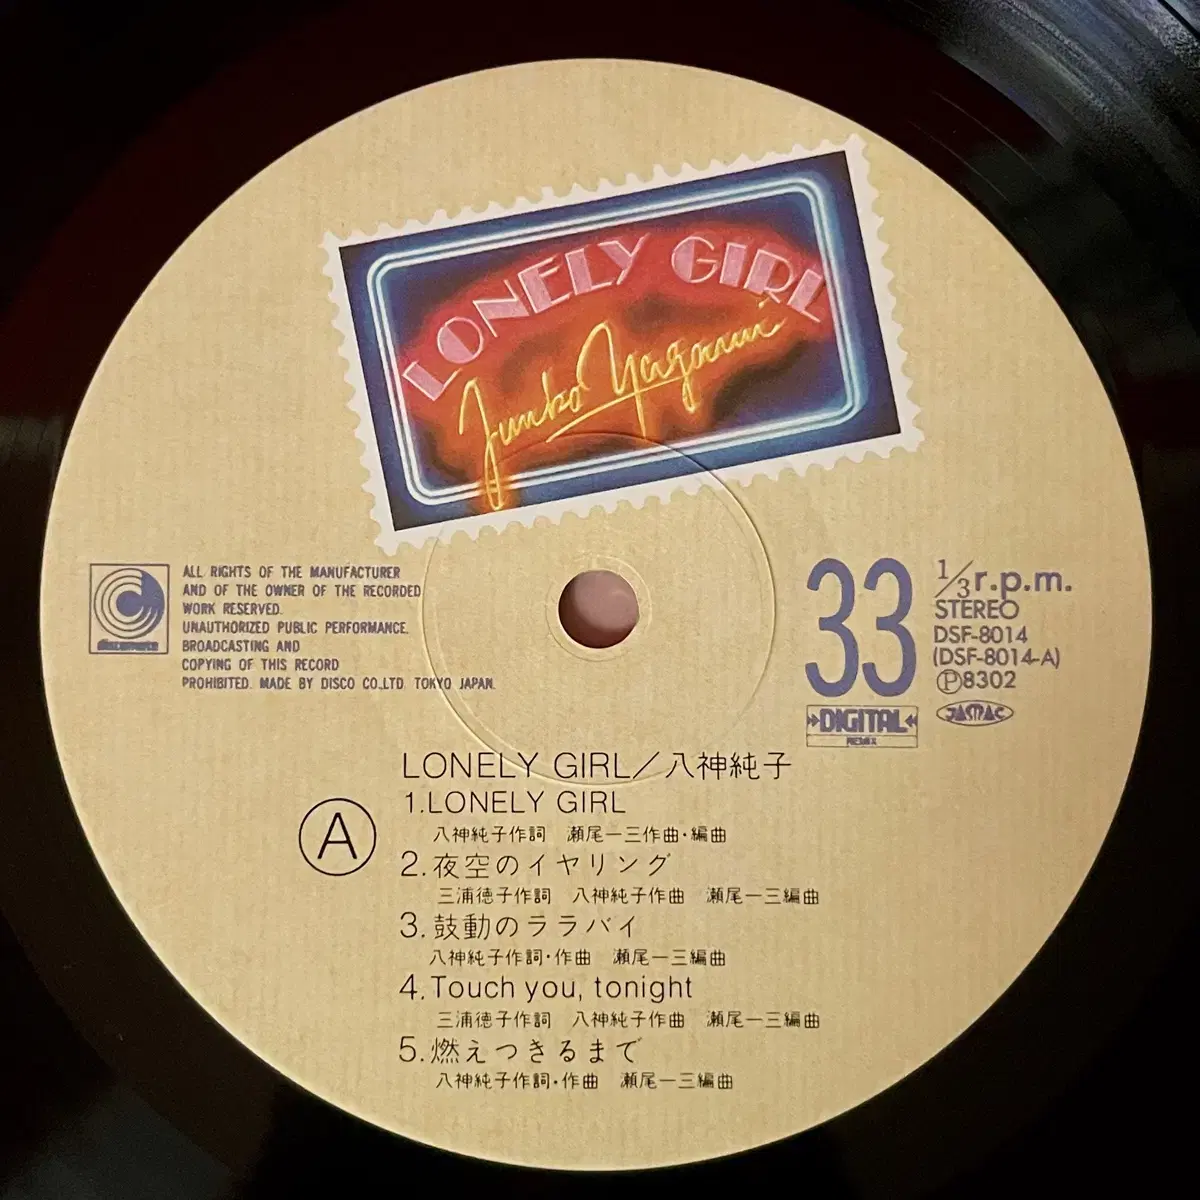 LONELY GIRL
Junko Yagami
discomate
ALL RIGHTS OF THE MANUFACTURER
AND OF THE OWNER OF THE RECORDED
WORK RESERVED.
UNAUTHORIZED PUBLIC PERFORMANCE.
BROADCASTING AND
COPYING OF THIS RECORD
PROHIBITED. MADE BY DISCO CO.,LTD. TOKYO JAPAN.
33 1/3 r.p.m.
STEREO
DSF-8014
(DSF-8014-A)
Ⓟ8302
DIGITAL
REMIX
JASRAC
LONELY GIRL/八神純子
A
1.LONELY GIRL
八神純子作詞 瀬尾一三作曲・編曲
2.夜空のイヤリング
三浦徳子作詞 八神純子作曲 瀬尾一三編曲
3.鼓動のララバイ
八神純子作詞・作曲 瀬尾一三編曲
4.Touch you, tonight
三浦徳子作詞 八神純子作曲 瀬尾一三編曲
5.燃えつきるまで
八神純子作詞・作曲 瀬尾一三編曲